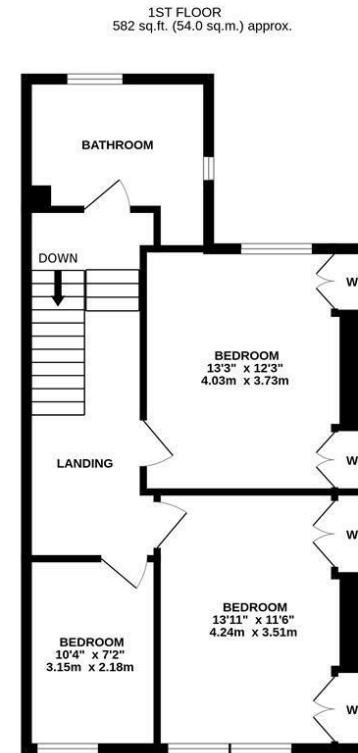 1ST FLOOR
582 sq.ft. (54.0 sq.m.) approx.
BATHROOM
DOWN
W
BEDROOM
13'3" x 12'3"
4.03m x 3.73m
W
LANDING
W
BEDROOM
13'11" x 11'6"
4.24m x 3.51m
BEDROOM
10'4" x 7'2"
3.15m x 2.18m
W